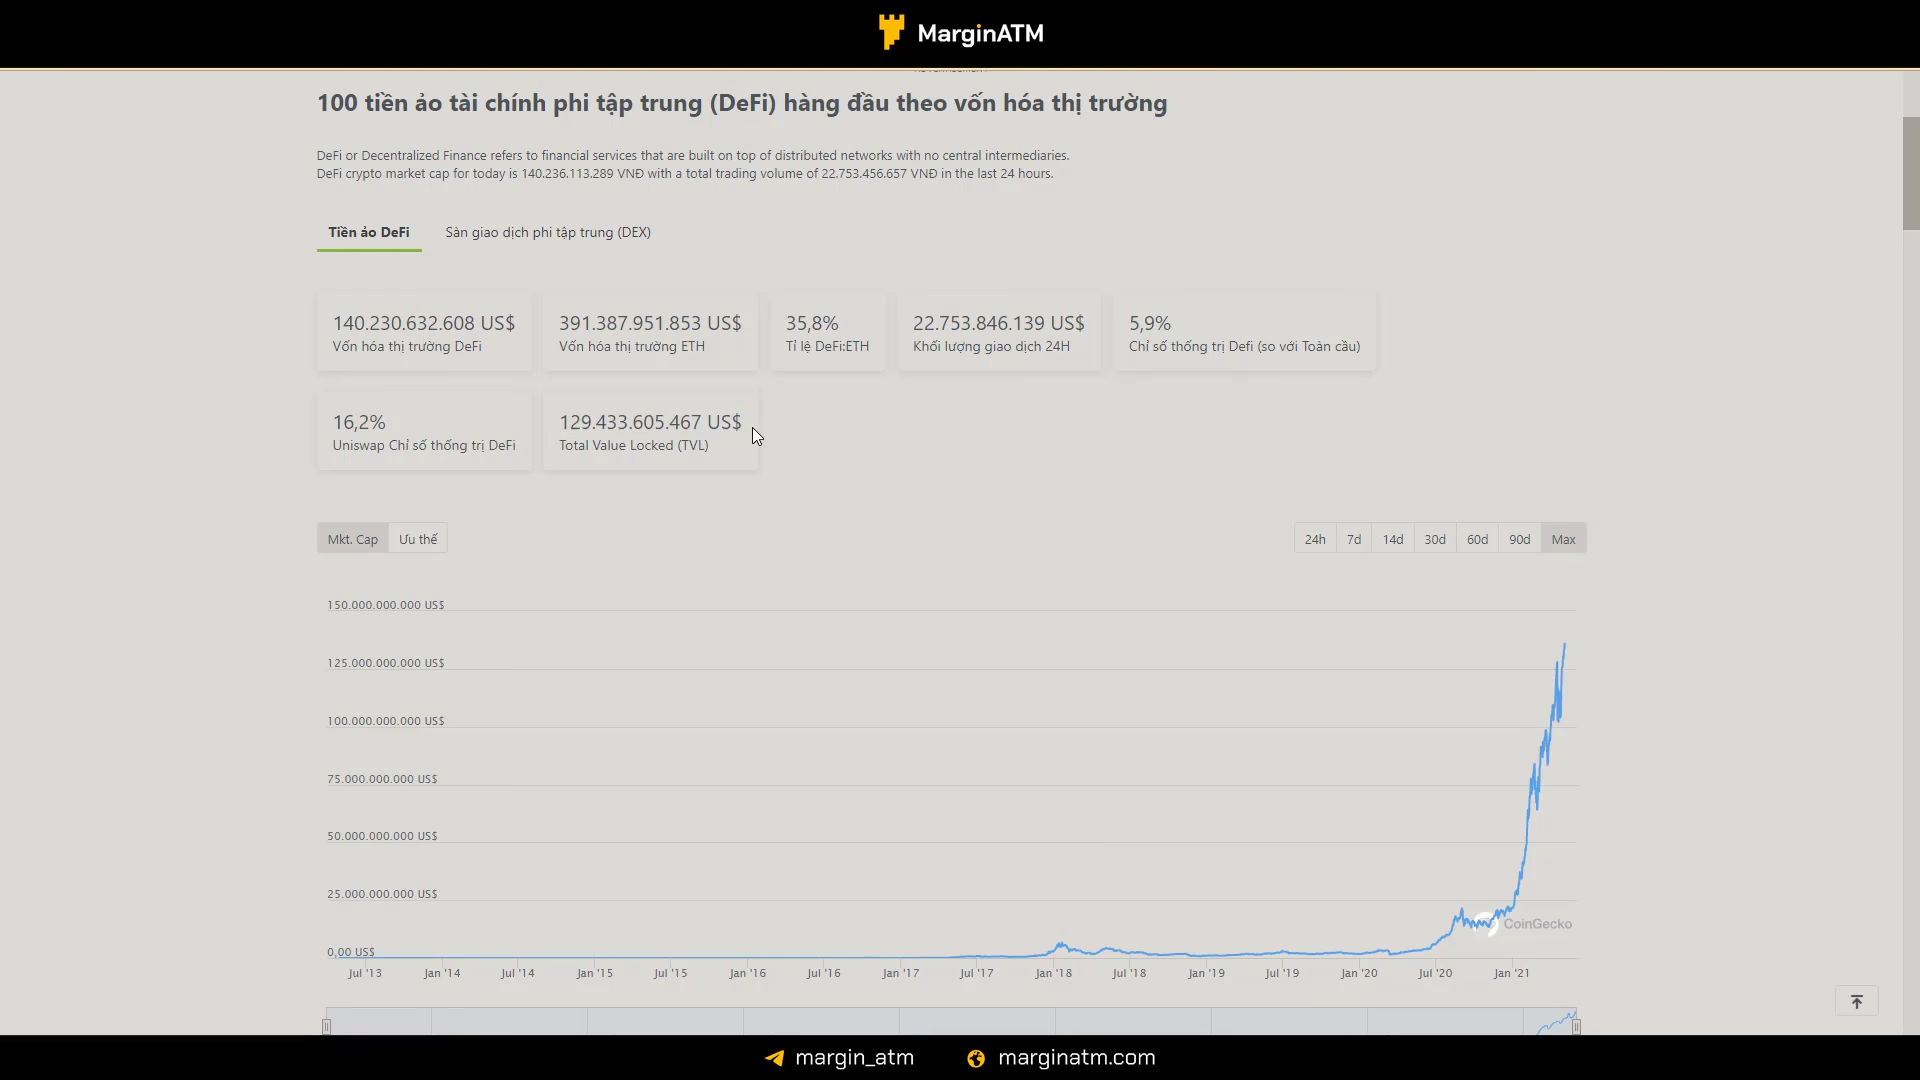 MarginATM
100 tiền ảo tài chính phi tập trung (DeFi) hàng đầu theo vốn hóa thị trường
DeFi or Decentralized Finance refers to financial services that are built on top of distributed networks with no central intermediaries.
DeFi crypto market cap for today is 140.236.113.289 VNĐ with a total trading volume of 22.753.456.657 VNĐ in the last 24 hours.
Tiền ảo DeFi
Sàn giao dịch phi tập trung (DEX)
140.230.632.608 US$
Vốn hóa thị trường DeFi
391.387.951.853 US$
Vốn hóa thị trường ETH
35,8%
Tỉ lệ DeFi:ETH
22.753.846.139 US$
Khối lượng giao dịch 24H
5,9%
Chỉ số thống trị Defi (so với Toàn cầu)
16,2%
Uniswap Chỉ số thống trị DeFi
129.433.605.467 US$
Total Value Locked (TVL)
Mkt. Cap
Ưu thế
24h
7d
14d
30d
60d
90d
Max
150.000.000.000 US$
125.000.000.000 US$
100.000.000.000 US$
75.000.000.000 US$
50.000.000.000 US$
25.000.000.000 US$
0,00 US$
CoinGecko
Jul '13
Jan '14
Jul '14
Jan '15
Jul '15
Jan '16
Jul '16
Jan '17
Jul '17
Jan '18
Jul '18
Jan '19
Jul '19
Jan '20
Jul '20
Jan '21
margin_atm
marginatm.com